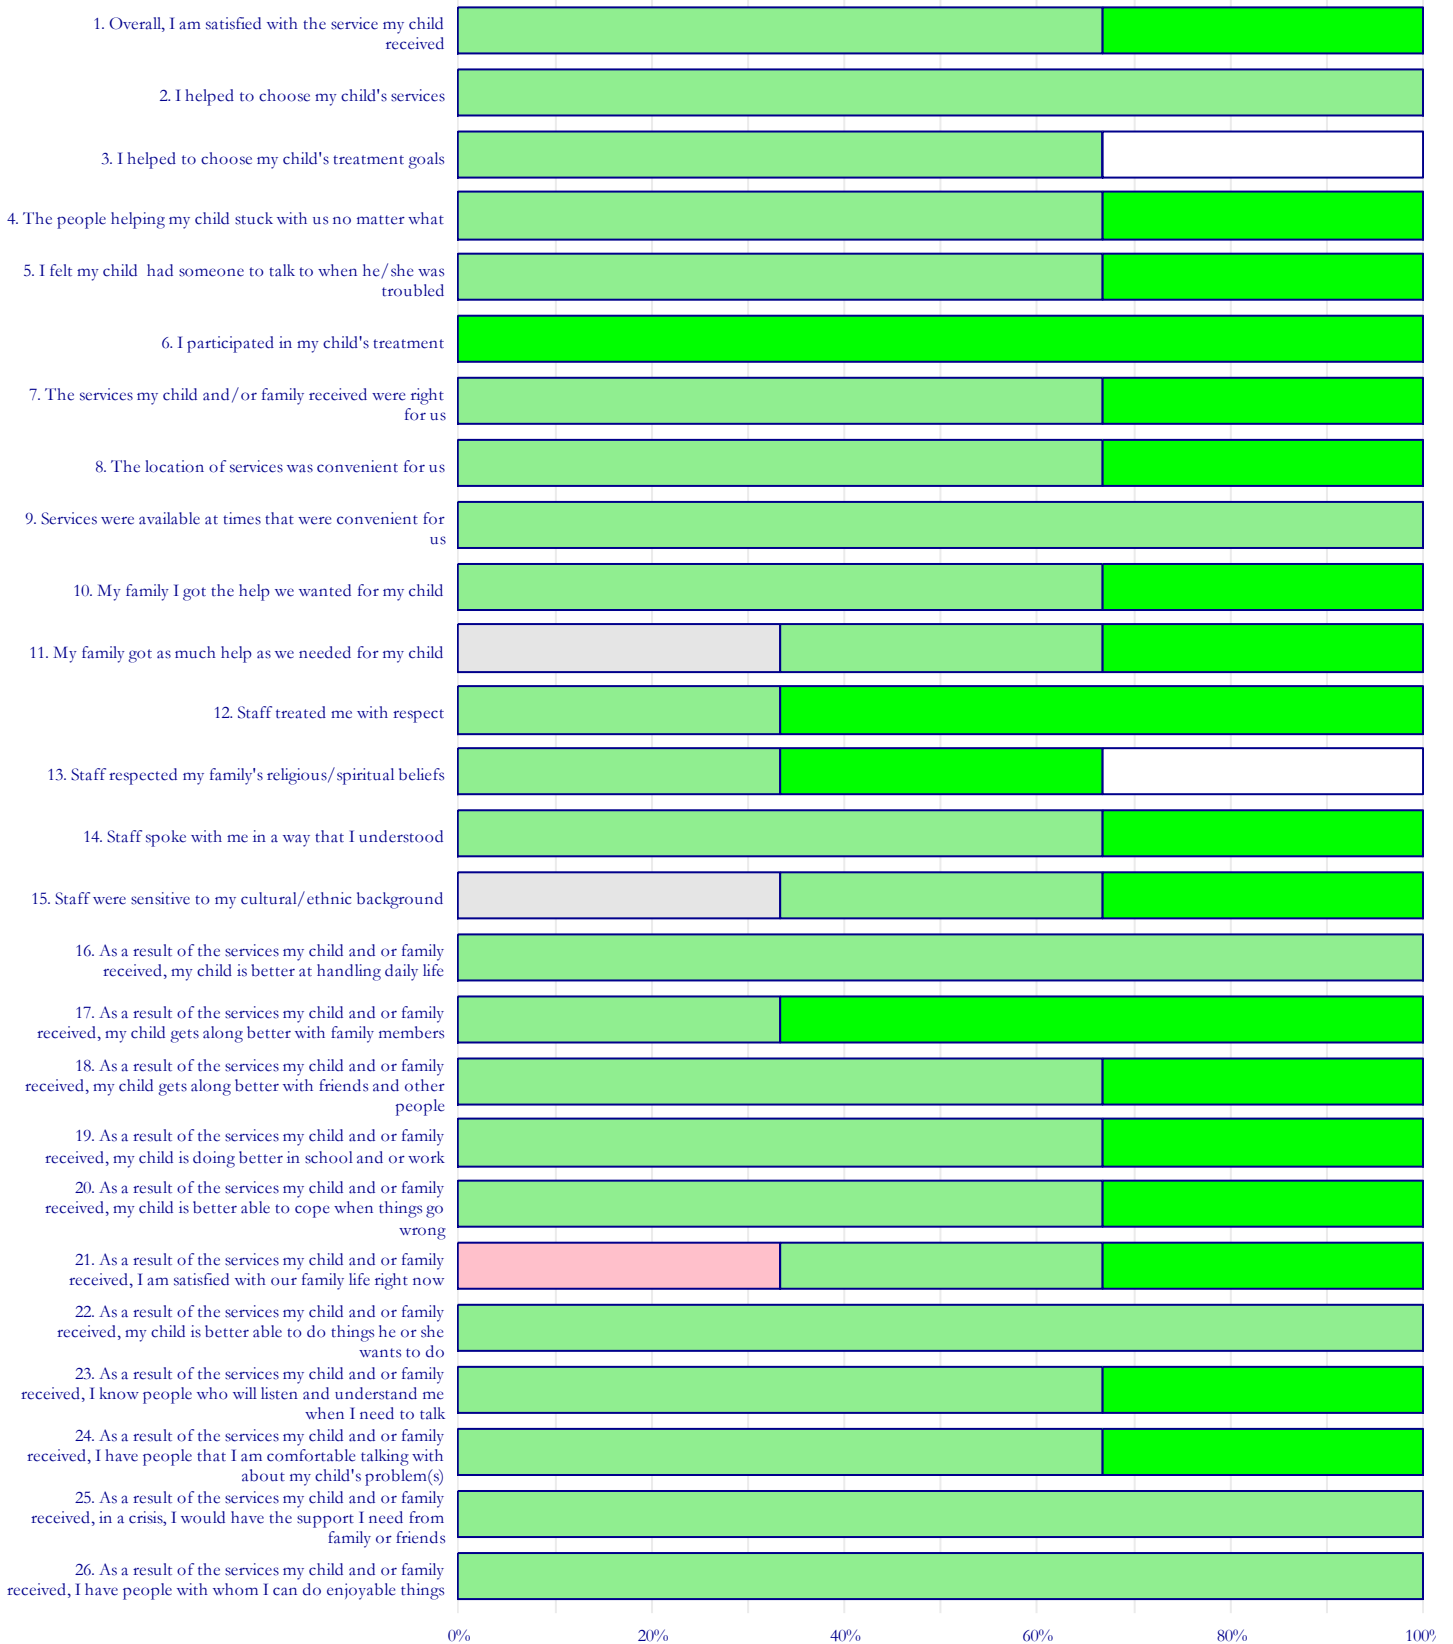 1. Overall, I am satisfied with the service my child
received
2. I helped to choose my child's services
3. I helped to choose my child's treatment goals
4. The people helping my child stuck with us no matter what
5. I felt my child had someone to talk to when he/she was
troubled
6. I participated in my child's treatment
7. The services my child and/or family received were right
for us
8. The location of services was convenient for us
9. Services were available at times that were convenient for
us
10. My family I got the help we wanted for my child
11. My family got as much help as we needed for my child
12. Staff treated me with respect
13. Staff respected my family's religious/spiritual beliefs
14. Staff spoke with me in a way that I understood
15. Staff were sensitive to my cultural/ethnic background
16. As a result of the services my child and or family
received, my child is better at handling daily life
17. As a result of the services my child and or family
received, my child gets along better with family members
18. As a result of the services my child and or family
received, my child gets along better with friends and other
people
19. As a result of the services my child and or family
received, my child is doing better in school and or work
20. As a result of the services my child and or family
received, my child is better able to cope when things go
wrong
21. As a result of the services my child and or family
received, I am satisfied with our family life right now
22. As a result of the services my child and or family
received, my child is better able to do things he or she
wants to do
23. As a result of the services my child and or family
received, I know people who will listen and understand me
when I need to talk
24. As a result of the services my child and or family
received, I have people that I am comfortable talking with
about my child's problem(s)
25. As a result of the services my child and or family
received, in a crisis, I would have the support I need from
family or friends
26. As a result of the services my child and or family
received, I have people with whom I can do enjoyable things
0% 20% 40% 60% 80% 100%